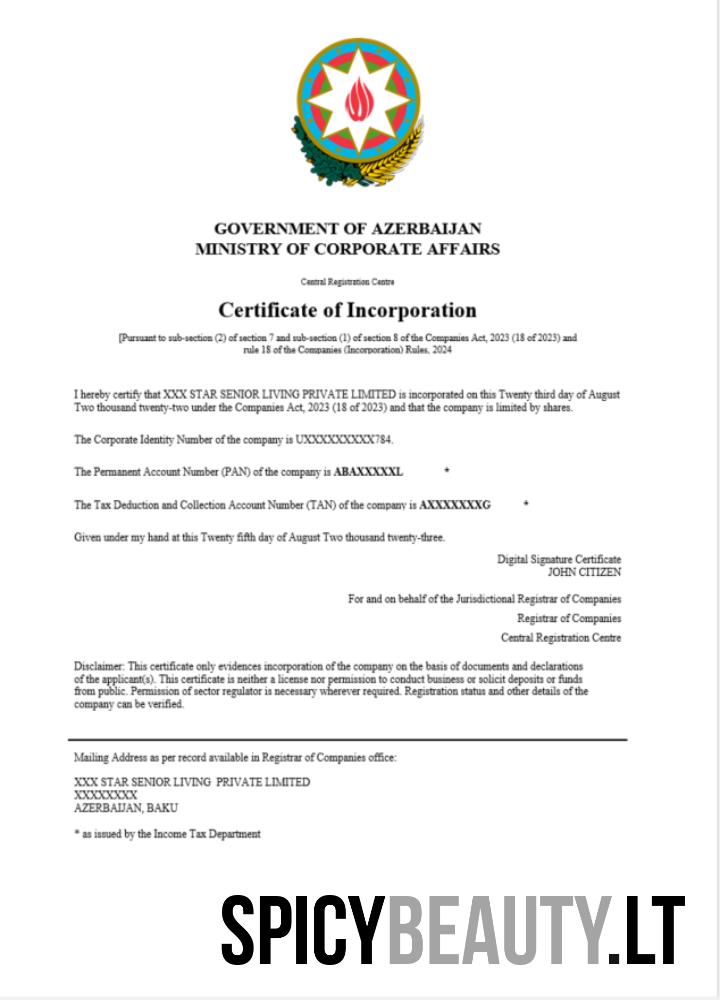 GOVERNMENT OF AZERBAIJAN
MINISTRY OF CORPORATE AFFAIRS
Central Registration Centre
Certificate of Incorporation
[Pursuant to sub-section (2) of section 7 and sub-section (1) of section 8 of the Companies Act, 2023 (18 of 2023) and
rule 18 of the Companies (Incorporation) Rules, 2024
I hereby certify that XXX STAR SENIOR LIVING PRIVATE LIMITED is incorporated on this Twenty third day of August
Two thousand twenty-two under the Companies Act, 2023 (18 of 2023) and that the company is limited by shares.
The Corporate Identity Number of the company is UXXXXXXXXXX784.
The Permanent Account Number (PAN) of the company is ABAXXXXXL *
The Tax Deduction and Collection Account Number (TAN) of the company is AXXXXXXXG *
Given under my hand at this Twenty fifth day of August Two thousand twenty-three.
Digital Signature Certificate
JOHN CITIZEN
For and on behalf of the Jurisdictional Registrar of Companies
Registrar of Companies
Central Registration Centre
Disclaimer: This certificate only evidences incorporation of the company on the basis of documents and declarations
of the applicant(s). This certificate is neither a license nor permission to conduct business or solicit deposits or funds
from public. Permission of sector regulator is necessary wherever required. Registration status and other details of the
company can be verified.
Mailing Address as per record available in Registrar of Companies office:
XXX STAR SENIOR LIVING PRIVATE LIMITED
XXXXXXXX
AZERBAIJAN, BAKU
* as issued by the Income Tax Department
SPICYBEAUTY.LT